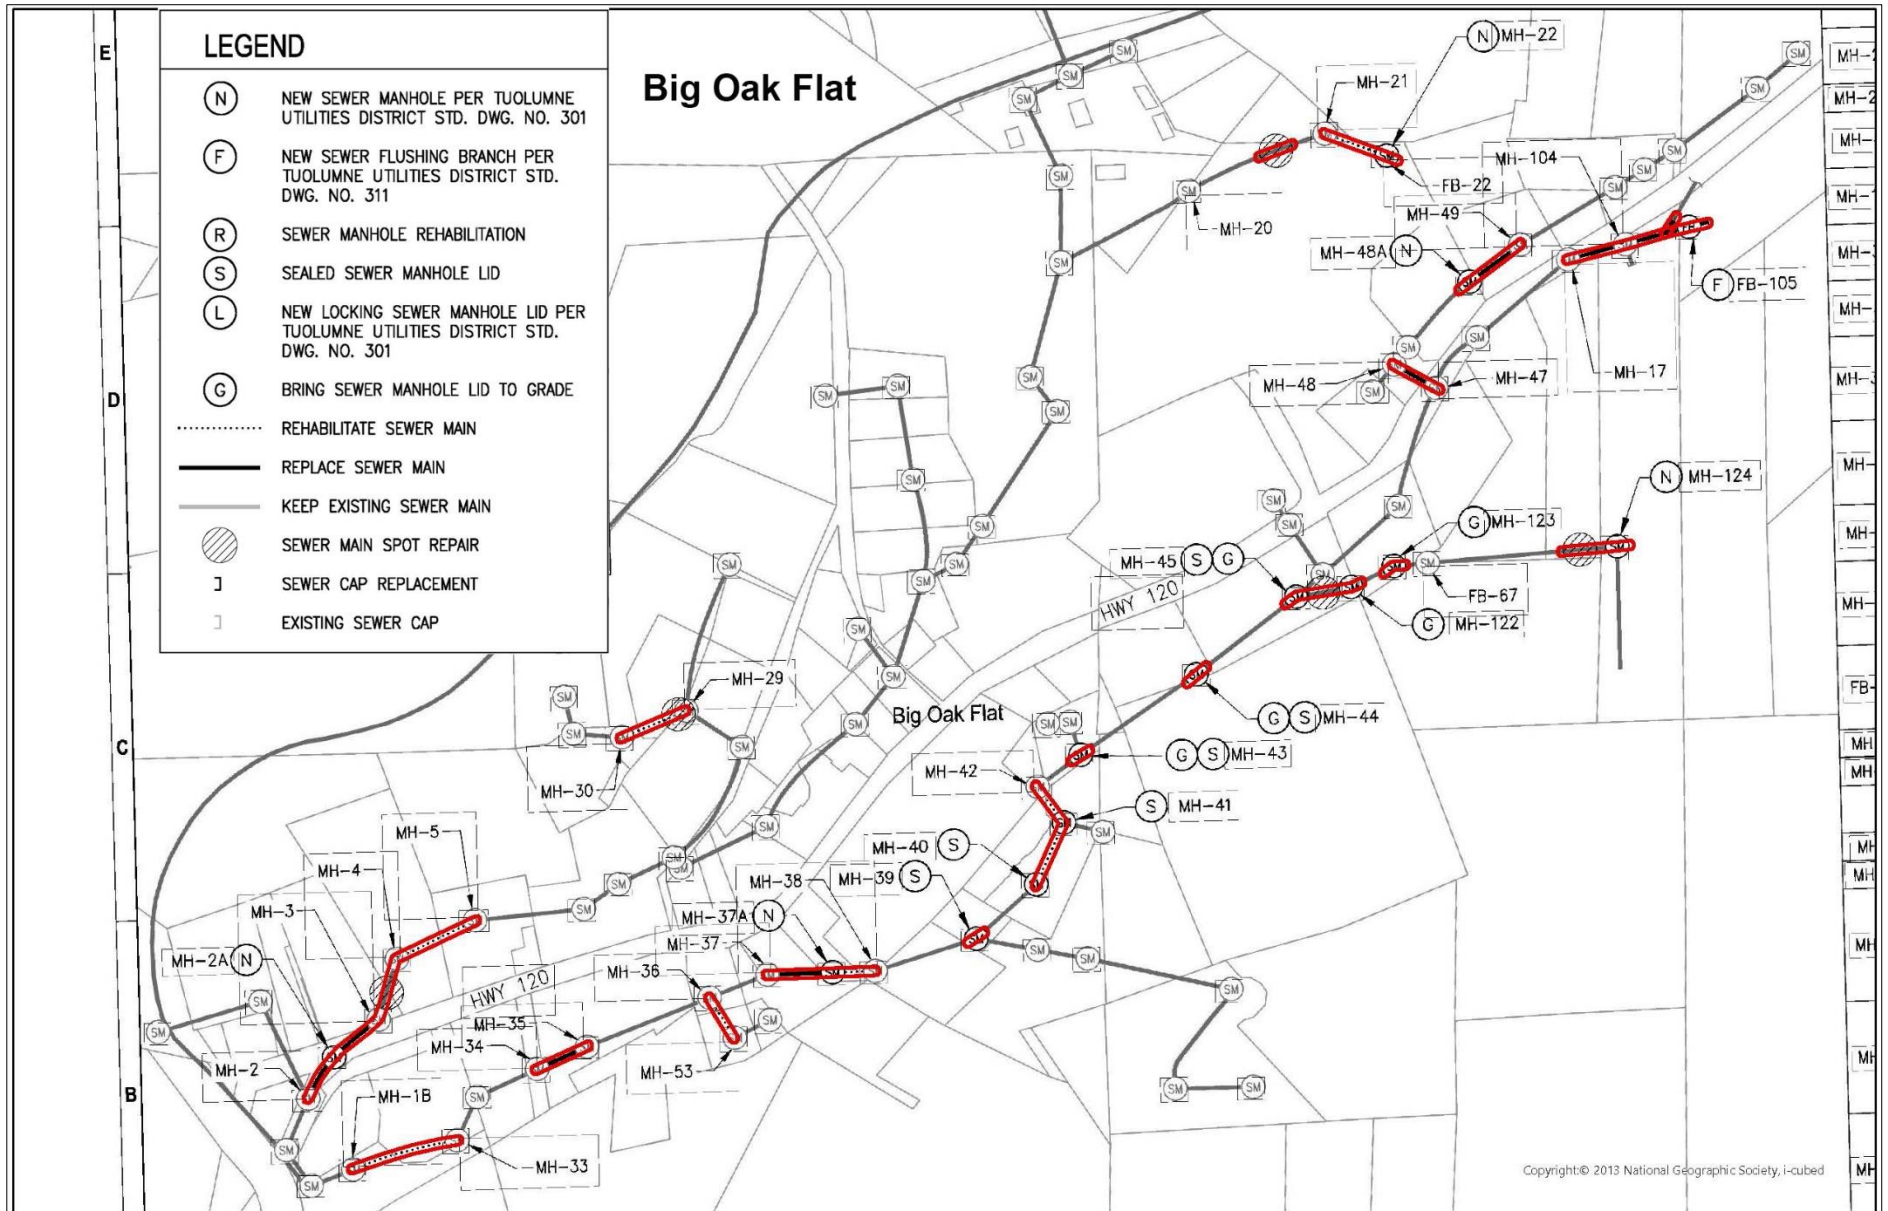 E
D
C
B
LEGEND
N NEW SEWER MANHOLE PER TUOLUMNE
UTILITIES DISTRICT STD. DWG. NO. 301
F NEW SEWER FLUSHING BRANCH PER
TUOLUMNE UTILITIES DISTRICT STD.
DWG. NO. 311
R SEWER MANHOLE REHABILITATION
S SEALED SEWER MANHOLE LID
L NEW LOCKING SEWER MANHOLE LID PER
TUOLUMNE UTILITIES DISTRICT STD.
DWG. NO. 301
G BRING SEWER MANHOLE LID TO GRADE
REHABILITATE SEWER MAIN
REPLACE SEWER MAIN
KEEP EXISTING SEWER MAIN
SEWER MAIN SPOT REPAIR
SEWER CAP REPLACEMENT
EXISTING SEWER CAP
Big Oak Flat
N MH-22
MH-21
MH-104
FB-22
MH-49
MH-20
MH-48A N
F FB-105
MH-17
MH-48
MH-47
N MH-124
G MH-123
MH-45 S G
HWY 120
FB-67
G MH-122
MH-29
Big Oak Flat
G S MH-44
G S MH-43
MH-42
MH-30
S MH-41
MH-5
MH-40 S
MH-4
MH-38
MH-39 S
MH-3
MH-37A N
MH-37
MH-2A N
MH-36
HWY 120
MH-35
MH-34
MH-2
MH-53
MH-1B
MH-33
Copyright:© 2013 National Geographic Society, i-cubed